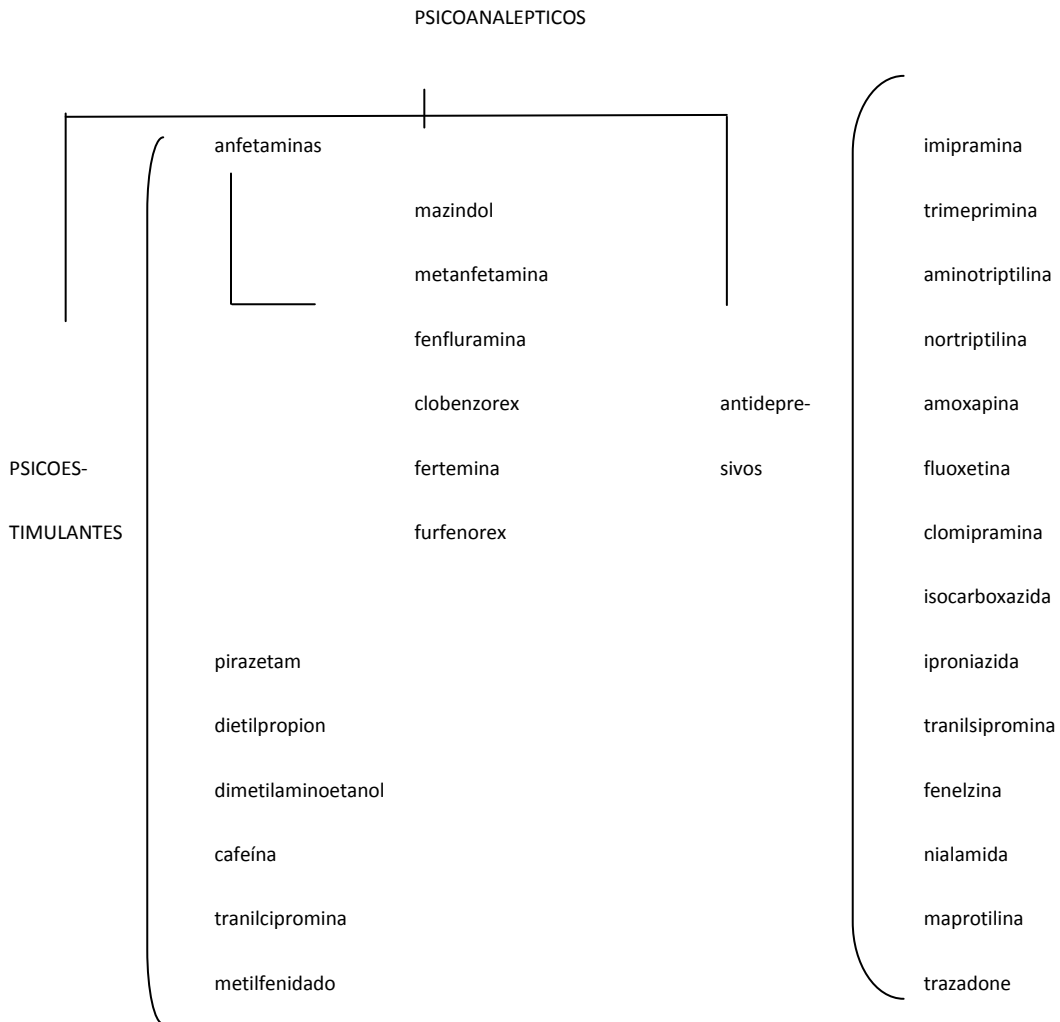 PSICOANALEPTICOS
anfetaminas
imipramina
mazindol
trimeprimina
metanfetamina
aminotriptilina
fenfluramina
nortriptilina
clobenzorex
antidepre-
amoxapina
PSICOES-
fertemina
sivos
fluoxetina
TIMULANTES
furfenorex
clomipramina
isocarboxazida
pirazetam
iproniazida
dietilpropion
tranilsipromina
dimetilaminoetanol
fenelzina
cafeína
nialamida
tranilcipromina
maprotilina
metilfenidado
trazadone